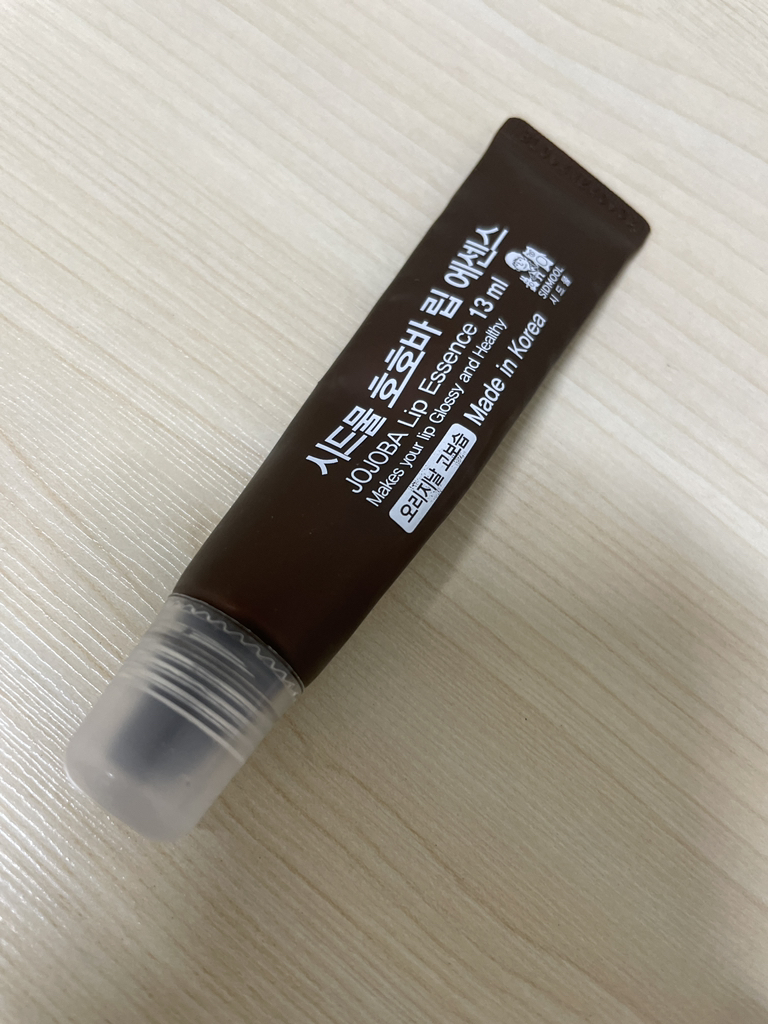 시드물 호호바 립 에센스
JOJOBA Lip Essence 13 ml
Makes your lip Glossy and Healthy
오리지날 고보습
Made in Korea
SIDMOOL
시드물